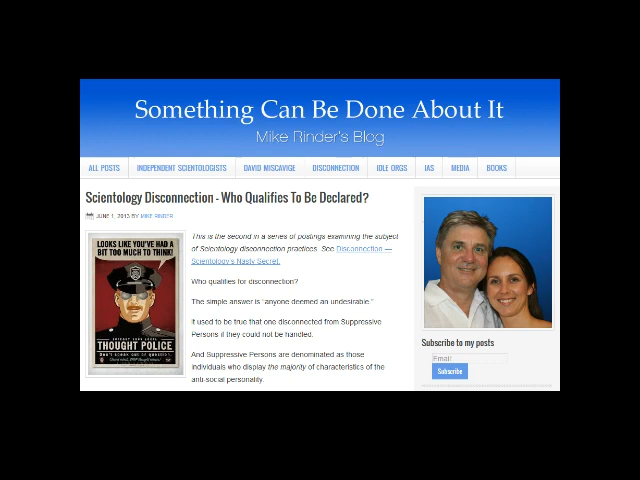 Something Can Be Done About It
Mike Rinder's Blog
ALL POSTS INDEPENDENT SCIENTOLOGISTS DAVID MISCAVIGE DISCONNECTION IDLE ORGS IAS MEDIA BOOKS
Scientology Disconnection - Who Qualifies To Be Declared?
JUNE 1, 2013 BY MIKE RINDER
LOOKS LIKE YOU'VE HAD A
BIT TOO MUCH TO THINK!
SUPPORT YOUR LOCAL
THOUGHT POLICE
This is the second in a series of postings examining the subject
of Scientology disconnection practices. See Disconnection —
Scientology's Nasty Secret.
Who qualifies for disconnection?
The simple answer is "anyone deemed an undesirable."
It used to be true that one disconnected from Suppressive
Persons if they could not be handled.
And Suppressive Persons are denominated as those
individuals who display the majority of characteristics of the
anti-social personality.
Subscribe to my posts
Email
Subscribe